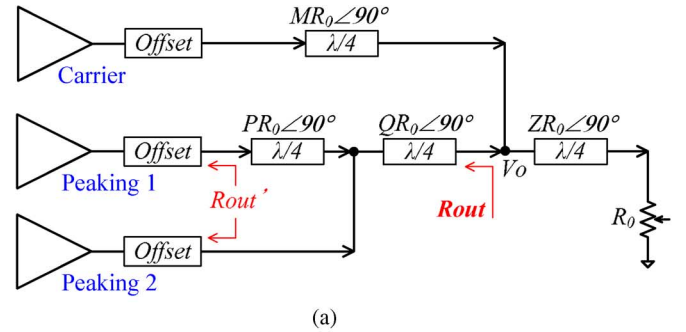 MR₀∠90°
Offset
λ/4
Carrier
PR₀∠90°
QR₀∠90°
ZR₀∠90°
Offset
λ/4
λ/4
λ/4
Peaking 1
Vo
Rout'
Rout
R₀
Offset
Peaking 2
(a)